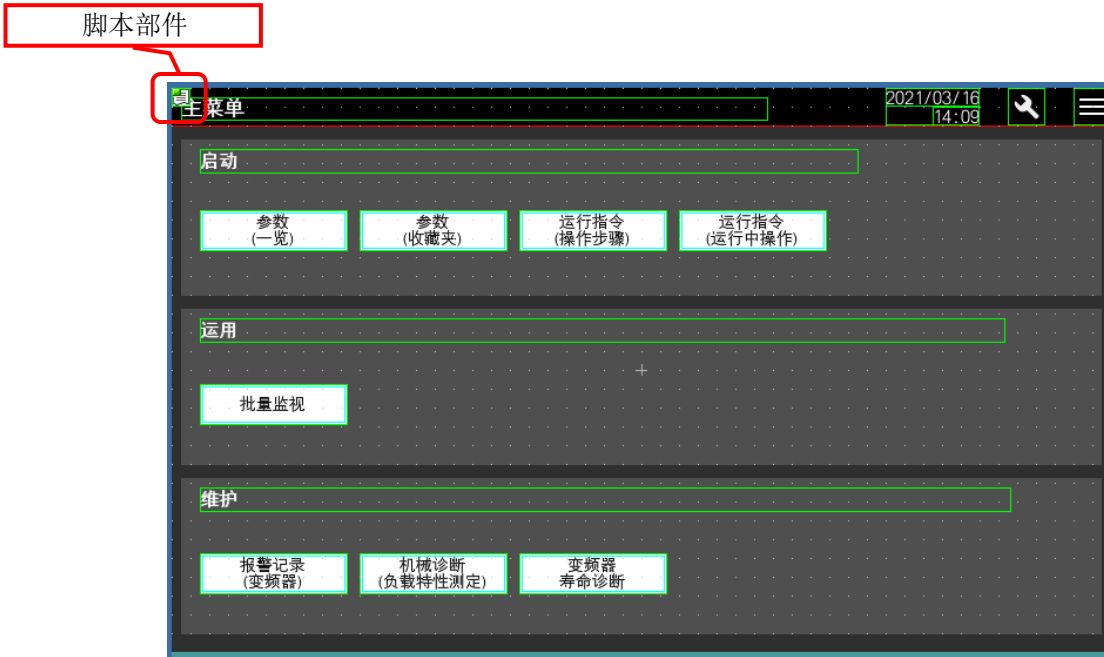 脚本部件
主菜单
2021/03/16
14:09
启动
参数
(一览)
参数
(收藏夹)
运行指令
(操作步骤)
运行指令
(运行中操作)
运用
批量监视
维护
报警记录
(变频器)
机械诊断
(负载特性测定)
变频器
寿命诊断